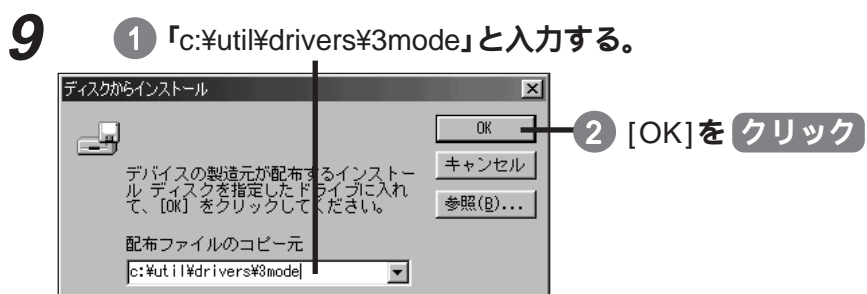 9
1 「c:¥util¥drivers¥3mode」と入力する。
ディスクからインストール
OK
2 [OK]を クリック
キャンセル
デバイスの製造元が配布するインストー
ル ディスクを指定したドライブに入れ
て、[OK] をクリックしてください。
参照(B)...
配布ファイルのコピー元
c:¥util¥drivers¥3mode